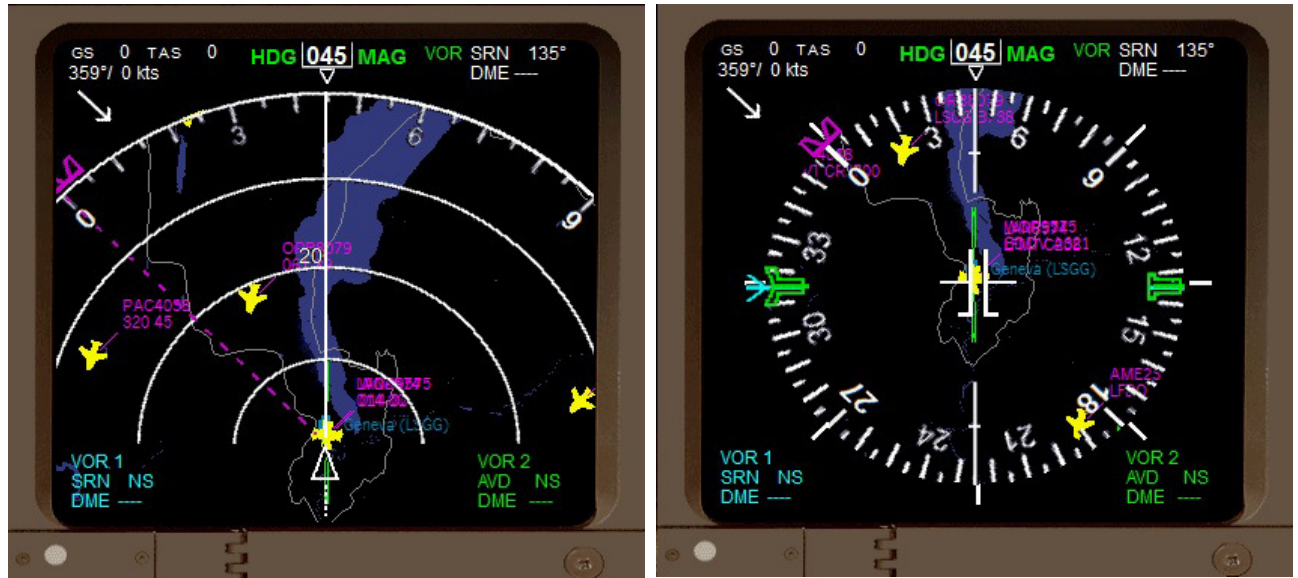 GS 0 TAS 0
HDG 045 MAG
VOR SRN 135°
359°/ 0 kts
DME ----
3
6
0
9
20
PAC4058
320 45
Geneva (LSGG)
VOR 1
SRN NS
DME ----
VOR 2
AVD NS
DME ----
GS 0 TAS 0
HDG 045 MAG
VOR SRN 135°
359°/ 0 kts
DME ----
0
3
6
9
33
12
Geneva (LSGG)
30
15
AME25
27
18
24
21
VOR 1
SRN NS
DME ----
VOR 2
AVD NS
DME ----